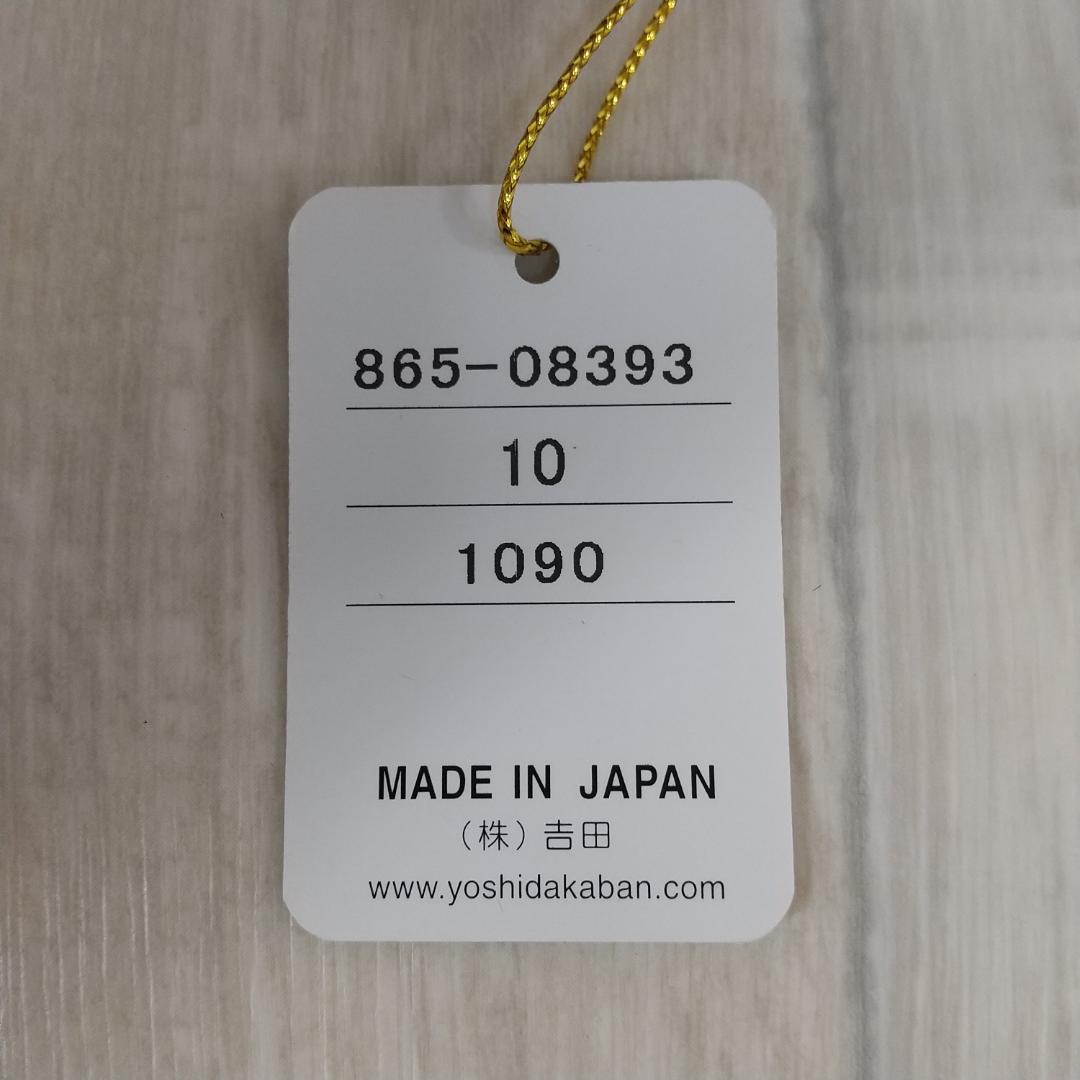 865-08393
10
1090
MADE IN JAPAN
(株)吉田
www.yoshidakaban.com